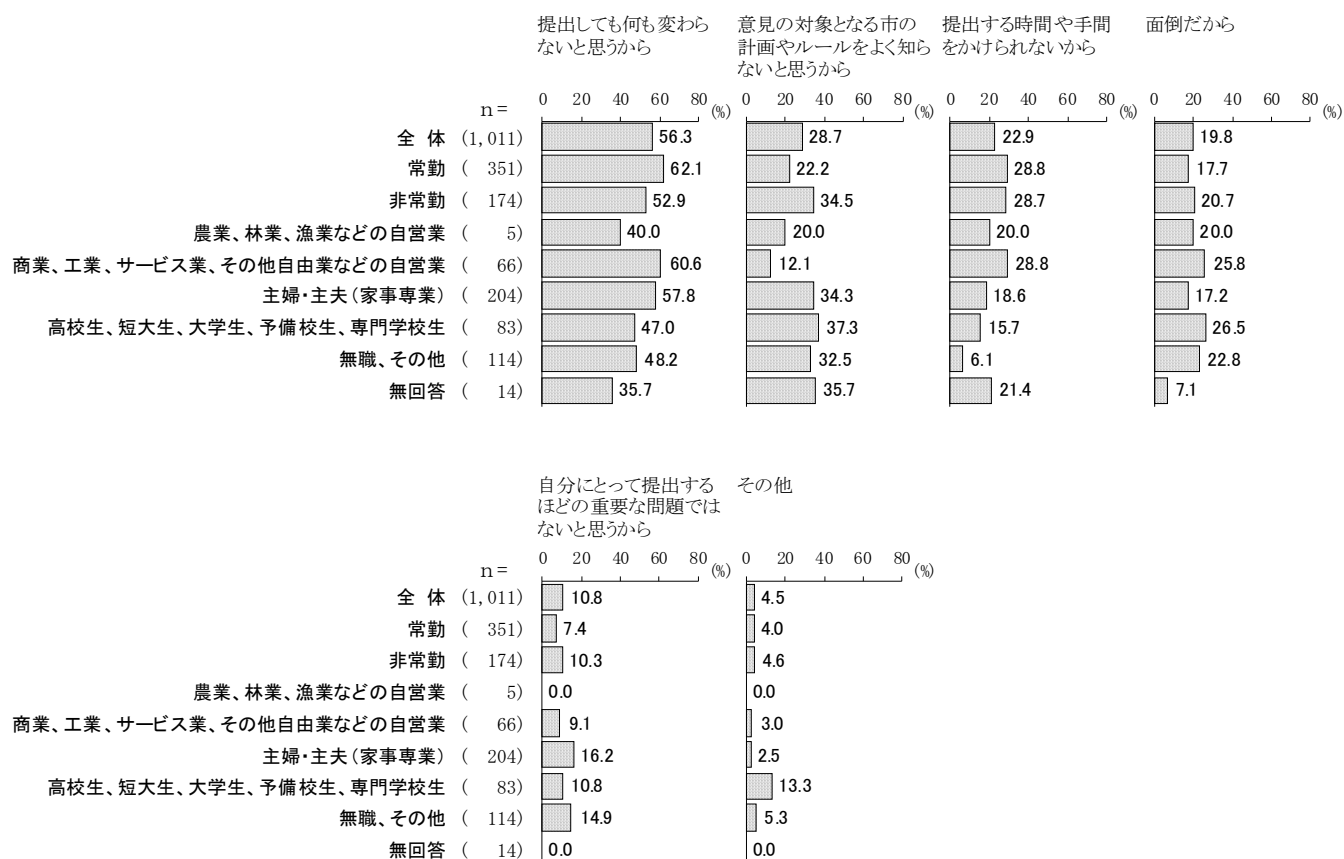 提出しても何も変わら
ないと思うから
意見の対象となる市の
計画やルールをよく知ら
ないと思うから
提出する時間や手間
をかけられないから
面倒だから
n= 0 20 40 60 80 (%) 0 20 40 60 80 (%) 0 20 40 60 80 (%) 0 20 40 60 80 (%)
全 体 (1,011) 56.3 28.7 22.9 19.8
常勤 ( 351) 62.1 22.2 28.8 17.7
非常勤 ( 174) 52.9 34.5 28.7 20.7
農業、林業、漁業などの自営業 ( 5) 40.0 20.0 20.0 20.0
商業、工業、サービス業、その他自由業などの自営業 ( 66) 60.6 12.1 28.8 25.8
主婦・主夫(家事専業) ( 204) 57.8 34.3 18.6 17.2
高校生、短大生、大学生、予備校生、専門学校生 ( 83) 47.0 37.3 15.7 26.5
無職、その他 ( 114) 48.2 32.5 6.1 22.8
無回答 ( 14) 35.7 35.7 21.4 7.1
自分にとって提出する
ほどの重要な問題では
ないと思うから
その他
n= 0 20 40 60 80 (%) 0 20 40 60 80 (%)
全 体 (1,011) 10.8 4.5
常勤 ( 351) 7.4 4.0
非常勤 ( 174) 10.3 4.6
農業、林業、漁業などの自営業 ( 5) 0.0 0.0
商業、工業、サービス業、その他自由業などの自営業 ( 66) 9.1 3.0
主婦・主夫(家事専業) ( 204) 16.2 2.5
高校生、短大生、大学生、予備校生、専門学校生 ( 83) 10.8 13.3
無職、その他 ( 114) 14.9 5.3
無回答 ( 14) 0.0 0.0